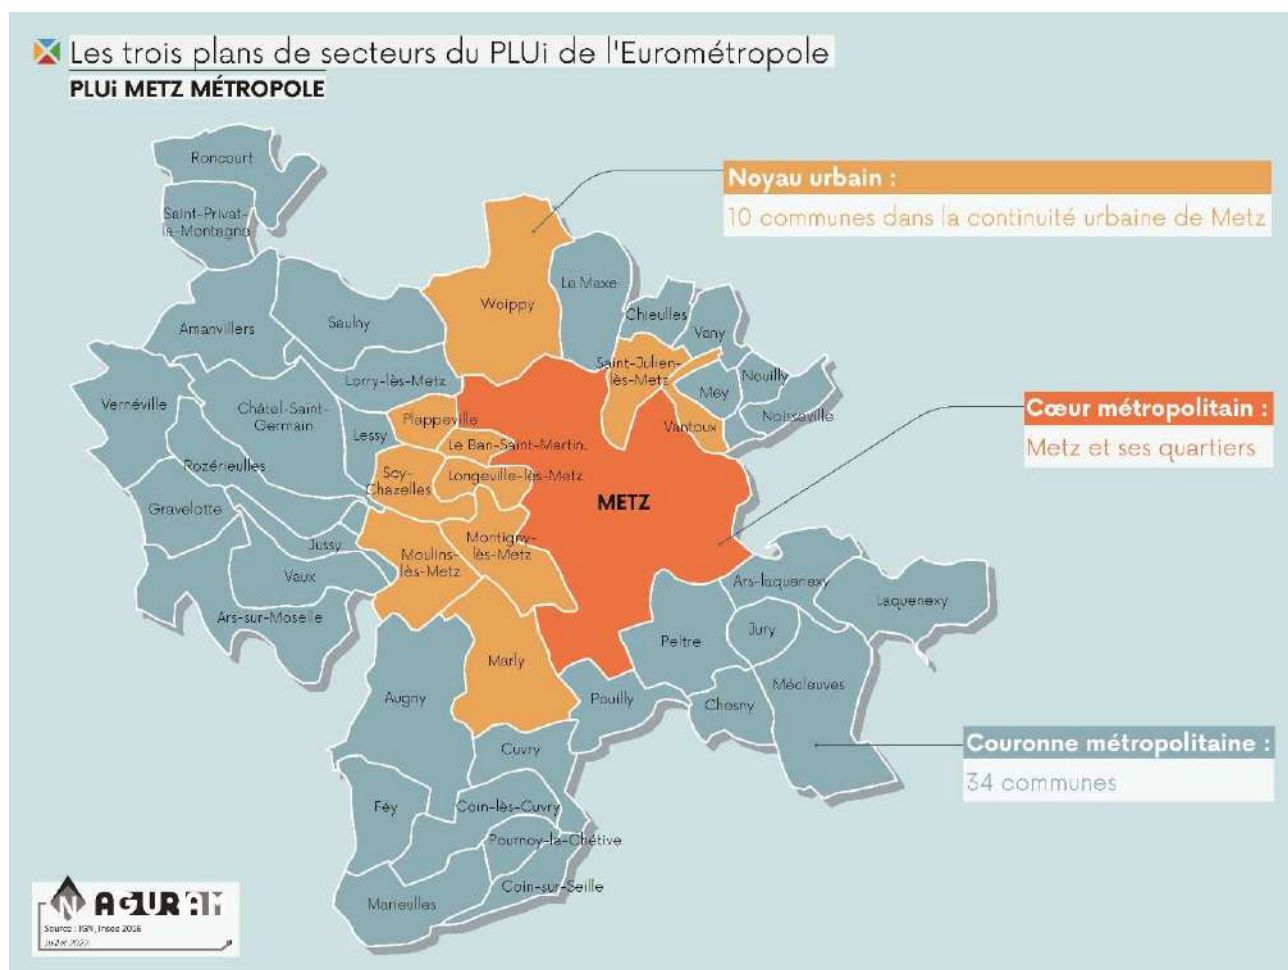 Les trois plans de secteurs du PLUi de l'Eurométropole
PLUi METZ MÉTROPOLE
Roncourt
Saint-Privat-
la-Montagne
Noyau urbain :
10 communes dans la continuité urbaine de Metz
Woippy
La Maxe
Chieulles
Vany
Amanvillers
Saulny
Saint-Julien-
lès-Metz
Lorry-lès-Metz
Mey
Nouilly
Noisseville
Vernéville
Châtel-Saint-
Germain
Plappeville
Lessy
Vantoux
Cœur métropolitain :
Metz et ses quartiers
Le Ban-Saint-Martin
Rozérieulles
Scy-
Chazelles
Longeville-lès-Metz
METZ
Gravelotte
Jussy
Montigny-
lès-Metz
Moulins-
lès-Metz
Vaux
Ars-laquenexy
Laquenexy
Ars-sur-Moselle
Jury
Peltre
Marly
Mécleuves
Augny
Pouilly
Chesny
Couronne métropolitaine :
34 communes
Cuvry
Féy
Coin-lès-Cuvry
Pournoy-la-Chétive
Coin-sur-Seille
Marieulles
N AGURAM
Source : IGN, Insee 2016